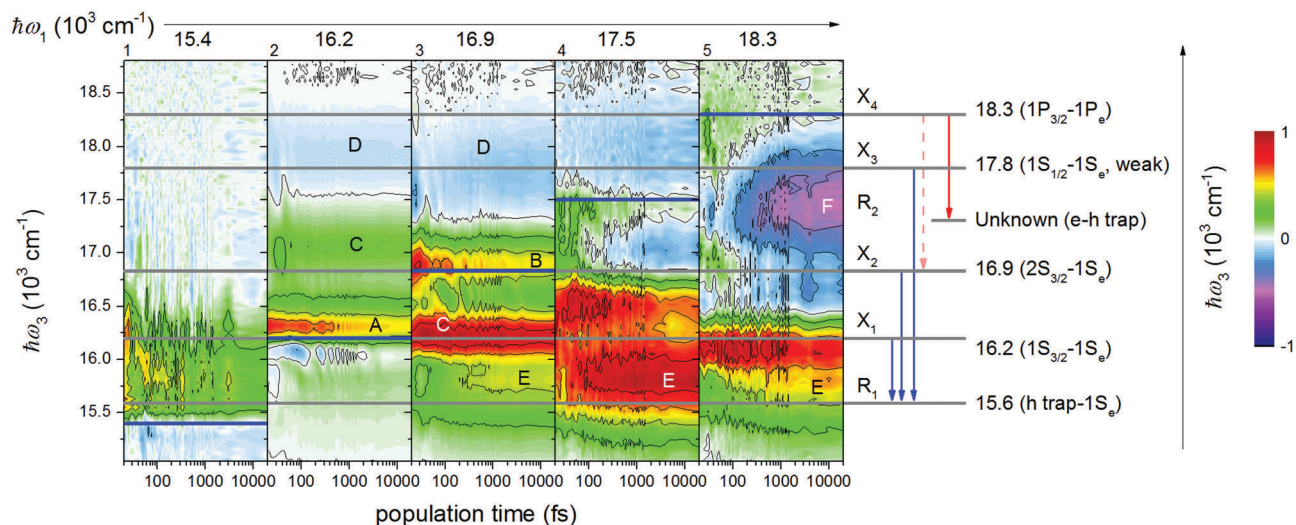 ℏω1 (10³ cm⁻¹)
15.4 16.2 16.9 17.5 18.3
1 2 3 4 5
18.5
18.0
17.5
17.0
16.5
16.0
15.5
ℏω3 (10³ cm⁻¹)
D D
C B
A C
E E E
F
X4
X3
R2
X2
X1
R1
18.3 (1P3/2-1Pe)
17.8 (1S1/2-1Se, weak)
Unknown (e-h trap)
16.9 (2S3/2-1Se)
16.2 (1S3/2-1Se)
15.6 (h trap-1Se)
ℏω3 (10³ cm⁻¹)
1
0
-1
100 1000 10000 100 1000 10000 100 1000 10000 100 1000 10000 100 1000 10000
population time (fs)